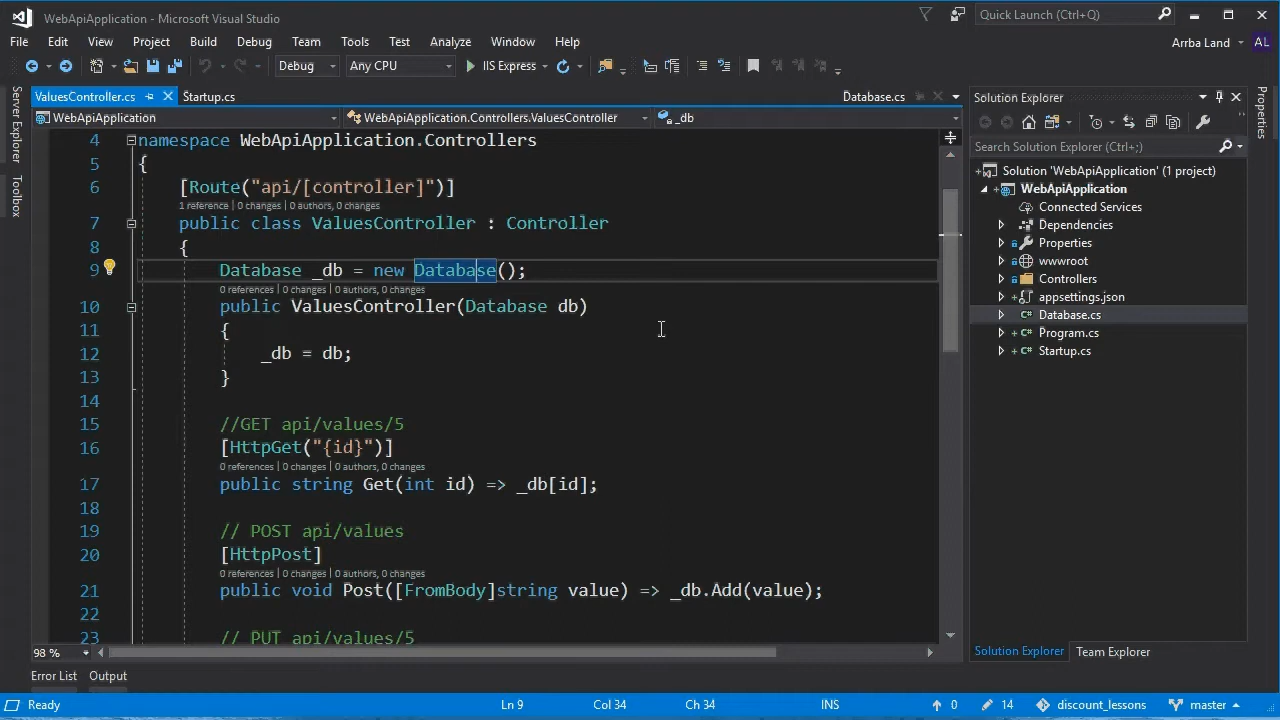 WebApiApplication - Microsoft Visual Studio
Quick Launch (Ctrl+Q)
File Edit View Project Build Debug Team Tools Test Analyze Window Help
Arrba Land AL
Debug Any CPU IIS Express
ValuesController.cs Startup.cs Database.cs
WebApiApplication WebApiApplication.Controllers.ValuesController _db
Server Explorer
Toolbox
4 namespace WebApiApplication.Controllers
5 {
6 [Route("api/[controller]")]
1 reference | 0 changes | 0 authors, 0 changes
7 public class ValuesController : Controller
8 {
9 Database _db = new Database();
0 references | 0 changes | 0 authors, 0 changes
10 public ValuesController(Database db)
11 {
12 _db = db;
13 }
14
15 //GET api/values/5
16 [HttpGet("{id}")]
0 references | 0 changes | 0 authors, 0 changes
17 public string Get(int id) => _db[id];
18
19 // POST api/values
20 [HttpPost]
0 references | 0 changes | 0 authors, 0 changes
21 public void Post([FromBody]string value) => _db.Add(value);
22
23 // PUT api/values/5
98 %
Solution Explorer
Search Solution Explorer (Ctrl+;)
Solution 'WebApiApplication' (1 project)
WebApiApplication
Connected Services
Dependencies
Properties
wwwroot
Controllers
appsettings.json
Database.cs
Program.cs
Startup.cs
Solution Explorer Team Explorer
Properties
Error List Output
Ready Ln 9 Col 34 Ch 34 INS 0 14 discount_lessons master